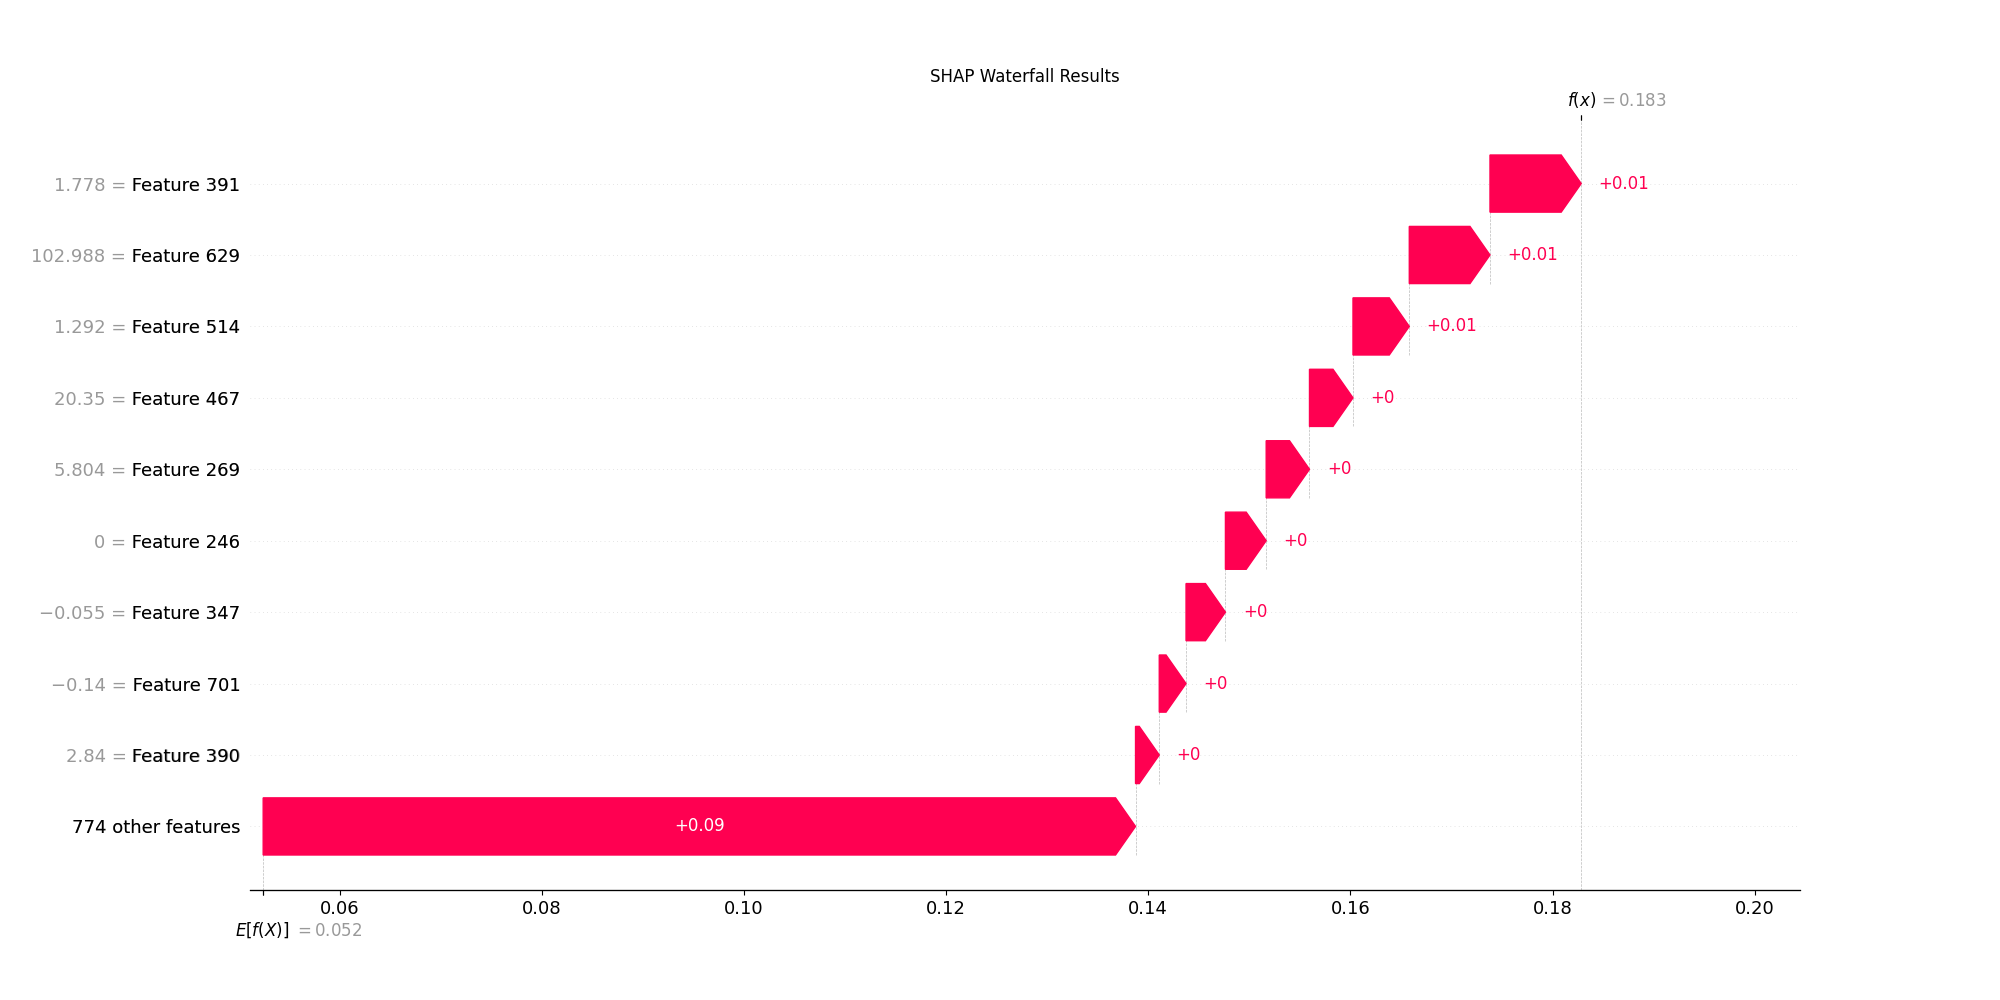 SHAP Waterfall Results
f(x) = 0.183
1.778 = Feature 391
+0.01
102.988 = Feature 629
+0.01
1.292 = Feature 514
+0.01
20.35 = Feature 467
+0
5.804 = Feature 269
+0
0 = Feature 246
+0
−0.055 = Feature 347
+0
−0.14 = Feature 701
+0
2.84 = Feature 390
+0
774 other features
+0.09
0.06 0.08 0.10 0.12 0.14 0.16 0.18 0.20
E[f(X)] = 0.052